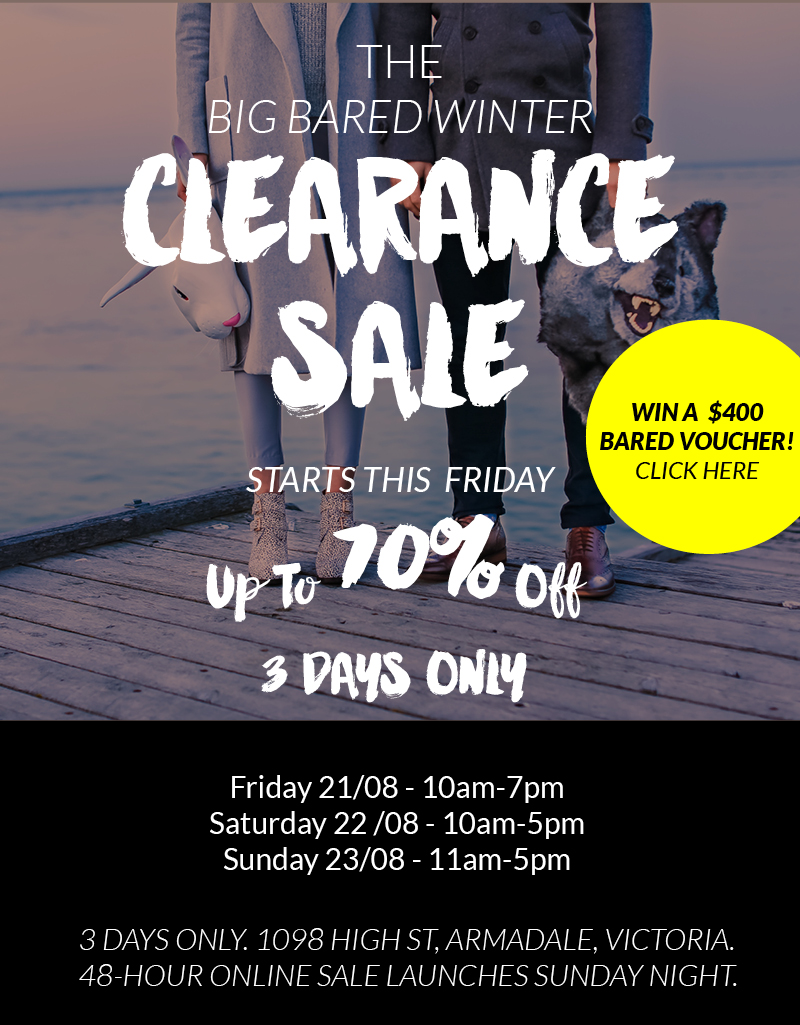 THE
BIG BARED WINTER
CLEARANCE
SALE
WIN A $400
BARED VOUCHER!
CLICK HERE
STARTS THIS FRIDAY
Up To 70% Off
3 DAYS ONLY
Friday 21/08 - 10am-7pm
Saturday 22 /08 - 10am-5pm
Sunday 23/08 - 11am-5pm
3 DAYS ONLY. 1098 HIGH ST, ARMADALE, VICTORIA.
48-HOUR ONLINE SALE LAUNCHES SUNDAY NIGHT.